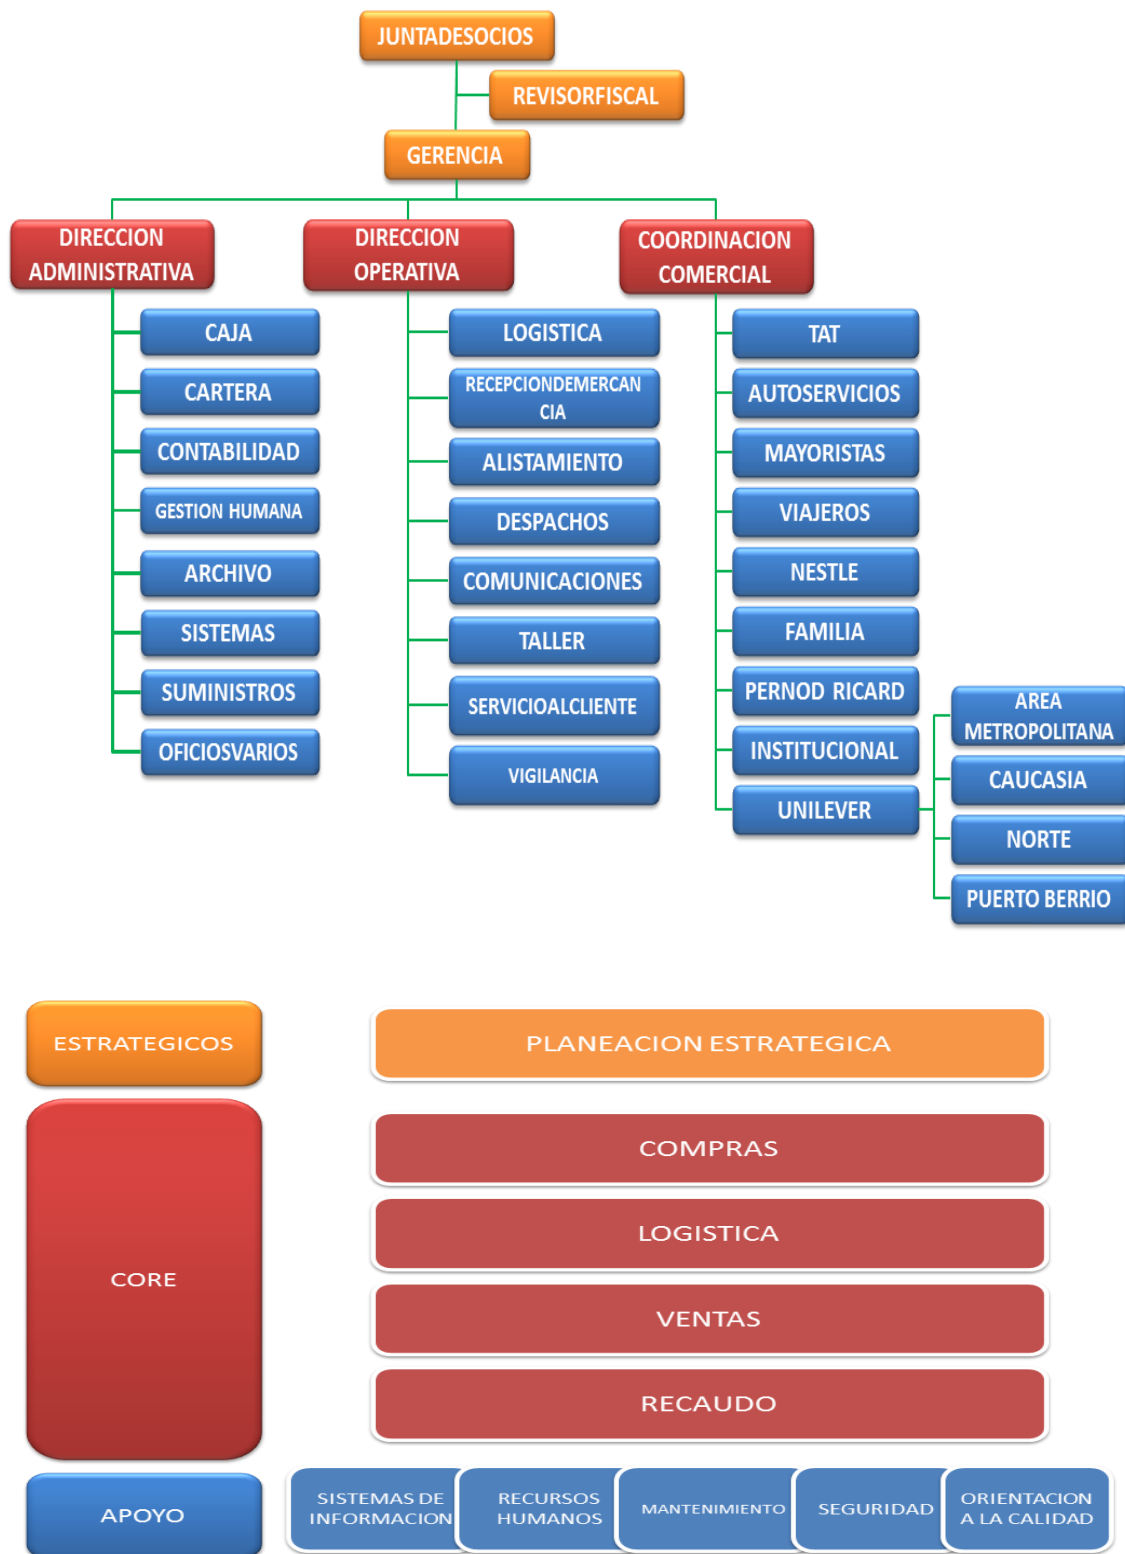 JUNTADESOCIOS
REVISORFISCAL
GERENCIA
DIRECCION
ADMINISTRATIVA
CAJA
CARTERA
CONTABILIDAD
GESTION HUMANA
ARCHIVO
SISTEMAS
SUMINISTROS
OFICIOSVARIOS
DIRECCION
OPERATIVA
LOGISTICA
RECEPCIONDEMERCAN
CIA
ALISTAMIENTO
DESPACHOS
COMUNICACIONES
TALLER
SERVICIOALCLIENTE
VIGILANCIA
COORDINACION
COMERCIAL
TAT
AUTOSERVICIOS
MAYORISTAS
VIAJEROS
NESTLE
FAMILIA
PERNOD RICARD
INSTITUCIONAL
UNILEVER
AREA
METROPOLITANA
CAUCASIA
NORTE
PUERTO BERRIO
ESTRATEGICOS
PLANEACION ESTRATEGICA
CORE
COMPRAS
LOGISTICA
VENTAS
RECAUDO
APOYO
SISTEMAS DE
INFORMACION
RECURSOS
HUMANOS
MANTENIMIENTO
SEGURIDAD
ORIENTACION
A LA CALIDAD